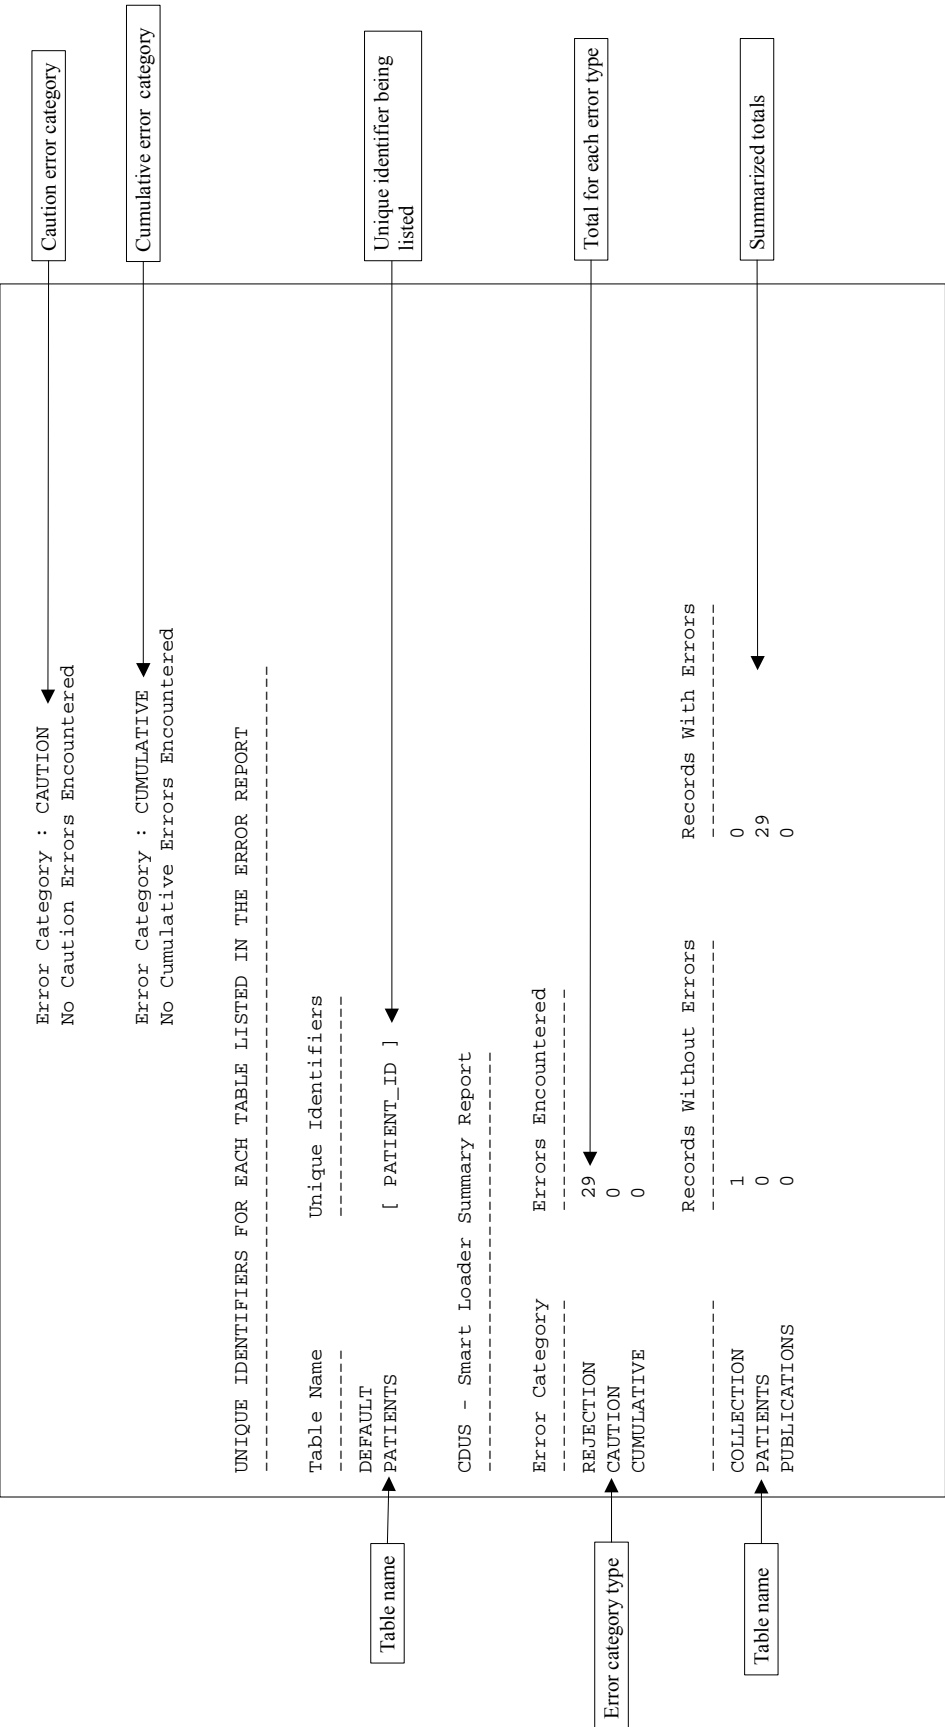 Error Category : CAUTION
No Caution Errors Encountered
Error Category : CUMULATIVE
No Cumulative Errors Encountered
UNIQUE IDENTIFIERS FOR EACH TABLE LISTED IN THE ERROR REPORT
Table Name Unique Identifiers
DEFAULT
PATIENTS [ PATIENT_ID ]
CDUS - Smart Loader Summary Report
Error Category Errors Encountered
REJECTION 29
CAUTION 0
CUMULATIVE 0
Records Without Errors Records With Errors
COLLECTION 1 0
PATIENTS 0 29
PUBLICATIONS 0 0
Caution error category
Cumulative error category
Unique identifier being
listed
Total for each error type
Summarized totals
Table name
Error category type
Table name